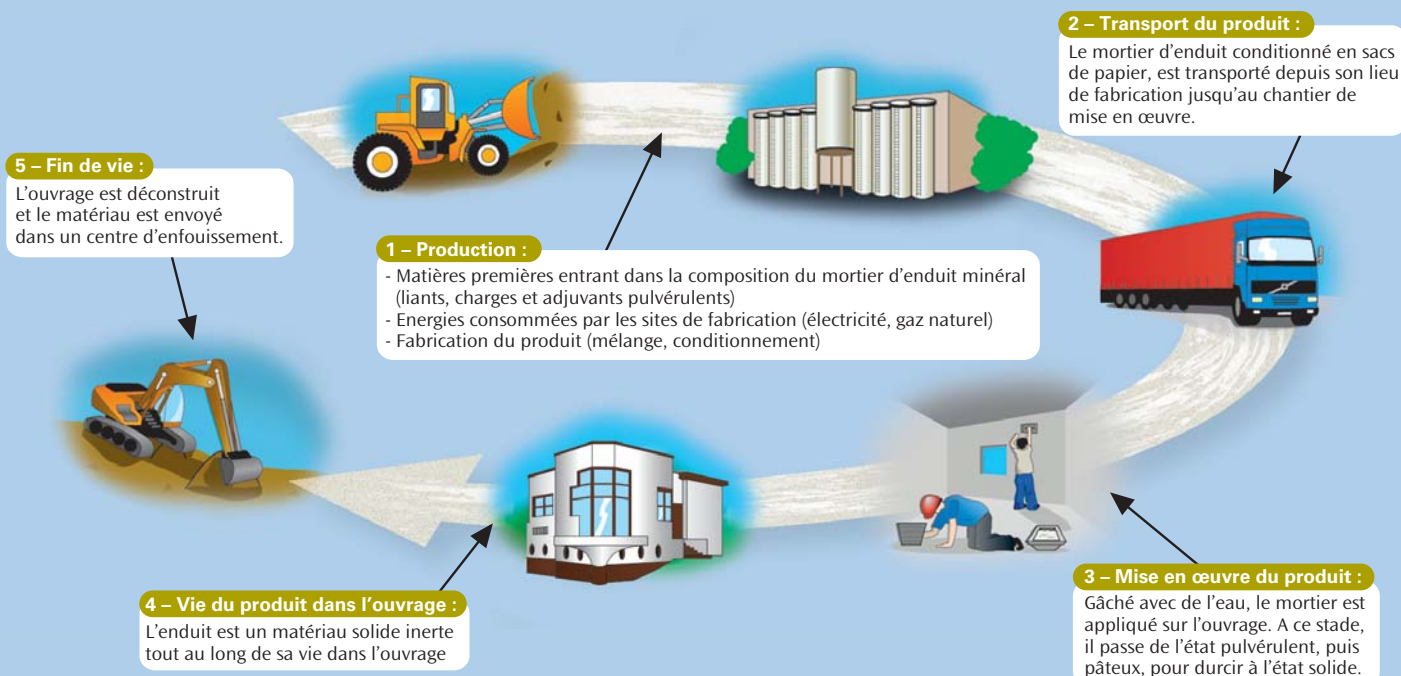 1 – Production :
- Matières premières entrant dans la composition du mortier d'enduit minéral
(liants, charges et adjuvants pulvérulents)
- Energies consommées par les sites de fabrication (électricité, gaz naturel)
- Fabrication du produit (mélange, conditionnement)
2 – Transport du produit :
Le mortier d'enduit conditionné en sacs
de papier, est transporté depuis son lieu
de fabrication jusqu'au chantier de
mise en œuvre.
3 – Mise en œuvre du produit :
Gâché avec de l'eau, le mortier est
appliqué sur l'ouvrage. A ce stade,
il passe de l'état pulvérulent, puis
pâteux, pour durcir à l'état solide.
4 – Vie du produit dans l'ouvrage :
L'enduit est un matériau solide inerte
tout au long de sa vie dans l'ouvrage
5 – Fin de vie :
L'ouvrage est déconstruit
et le matériau est envoyé
dans un centre d'enfouissement.